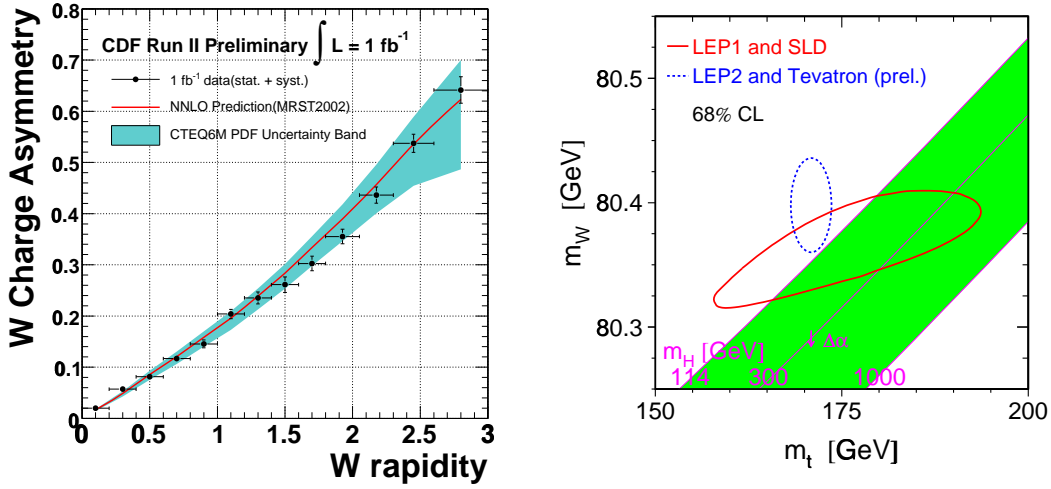 CDF Run II Preliminary ∫ L = 1 fb⁻¹
1 fb⁻¹ data(stat. + syst.)
NNLO Prediction(MRST2002)
CTEQ6M PDF Uncertainty Band
W Charge Asymmetry
0.8
0.7
0.6
0.5
0.4
0.3
0.2
0.1
0
0 0.5 1 1.5 2 2.5 3
W rapidity
LEP1 and SLD
LEP2 and Tevatron (prel.)
68% CL
m_W [GeV]
80.5
80.4
80.3
Δα
m_H [GeV]
114 300 1000
150 175 200
m_t [GeV]